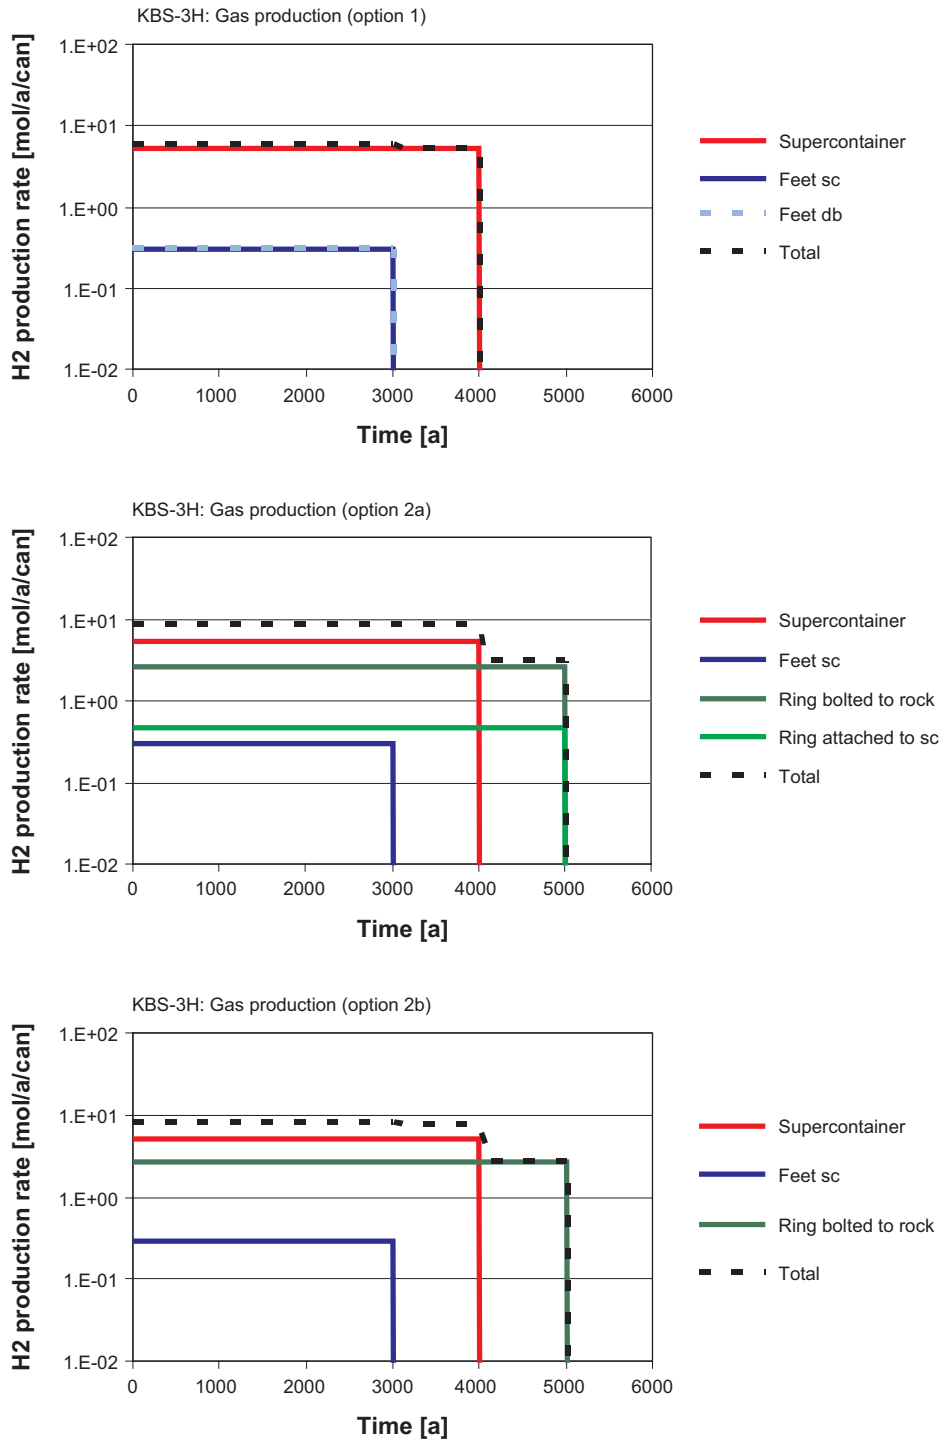 KBS-3H: Gas production (option 1)
H2 production rate [mol/a/can]
1.E+02
1.E+01
1.E+00
1.E-01
1.E-02
0 1000 2000 3000 4000 5000 6000
Time [a]
Supercontainer
Feet sc
Feet db
Total
KBS-3H: Gas production (option 2a)
H2 production rate [mol/a/can]
1.E+02
1.E+01
1.E+00
1.E-01
1.E-02
0 1000 2000 3000 4000 5000 6000
Time [a]
Supercontainer
Feet sc
Ring bolted to rock
Ring attached to sc
Total
KBS-3H: Gas production (option 2b)
H2 production rate [mol/a/can]
1.E+02
1.E+01
1.E+00
1.E-01
1.E-02
0 1000 2000 3000 4000 5000 6000
Time [a]
Supercontainer
Feet sc
Ring bolted to rock
Total